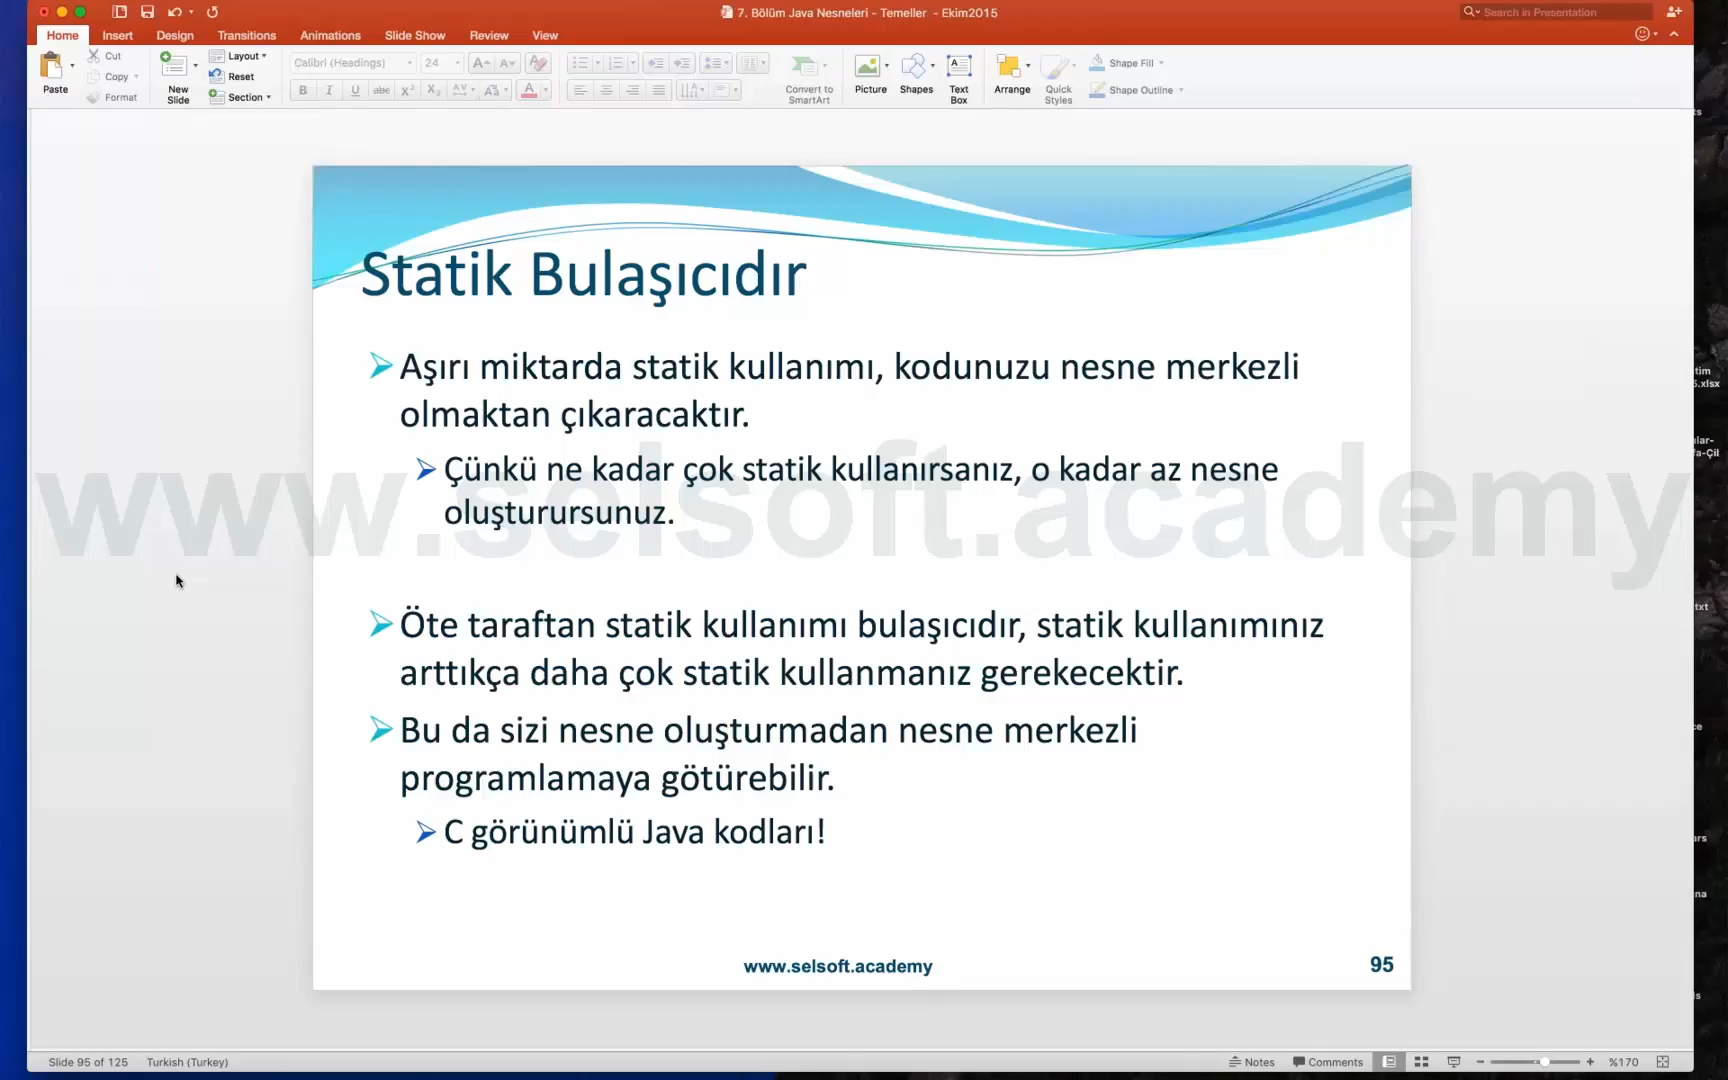 7. Bölüm Java Nesneleri - Temeller - Ekim2015
Search in Presentation
Home Insert Design Transitions Animations Slide Show Review View
Paste
Cut
Copy
Format
New Slide
Layout
Reset
Section
Calibri (Headings) 24
Convert to SmartArt
Picture
Shapes
Text Box
Arrange
Quick Styles
Shape Fill
Shape Outline
Statik Bulaşıcıdır
Aşırı miktarda statik kullanımı, kodunuzu nesne merkezli
olmaktan çıkaracaktır.
Çünkü ne kadar çok statik kullanırsanız, o kadar az nesne
oluşturursunuz.
www.selsoft.academy
Öte taraftan statik kullanımı bulaşıcıdır, statik kullanımınız
arttıkça daha çok statik kullanmanız gerekecektir.
Bu da sizi nesne oluşturmadan nesne merkezli
programlamaya götürebilir.
C görünümlü Java kodları!
www.selsoft.academy
95
Slide 95 of 125 Turkish (Turkey)
Notes Comments %170